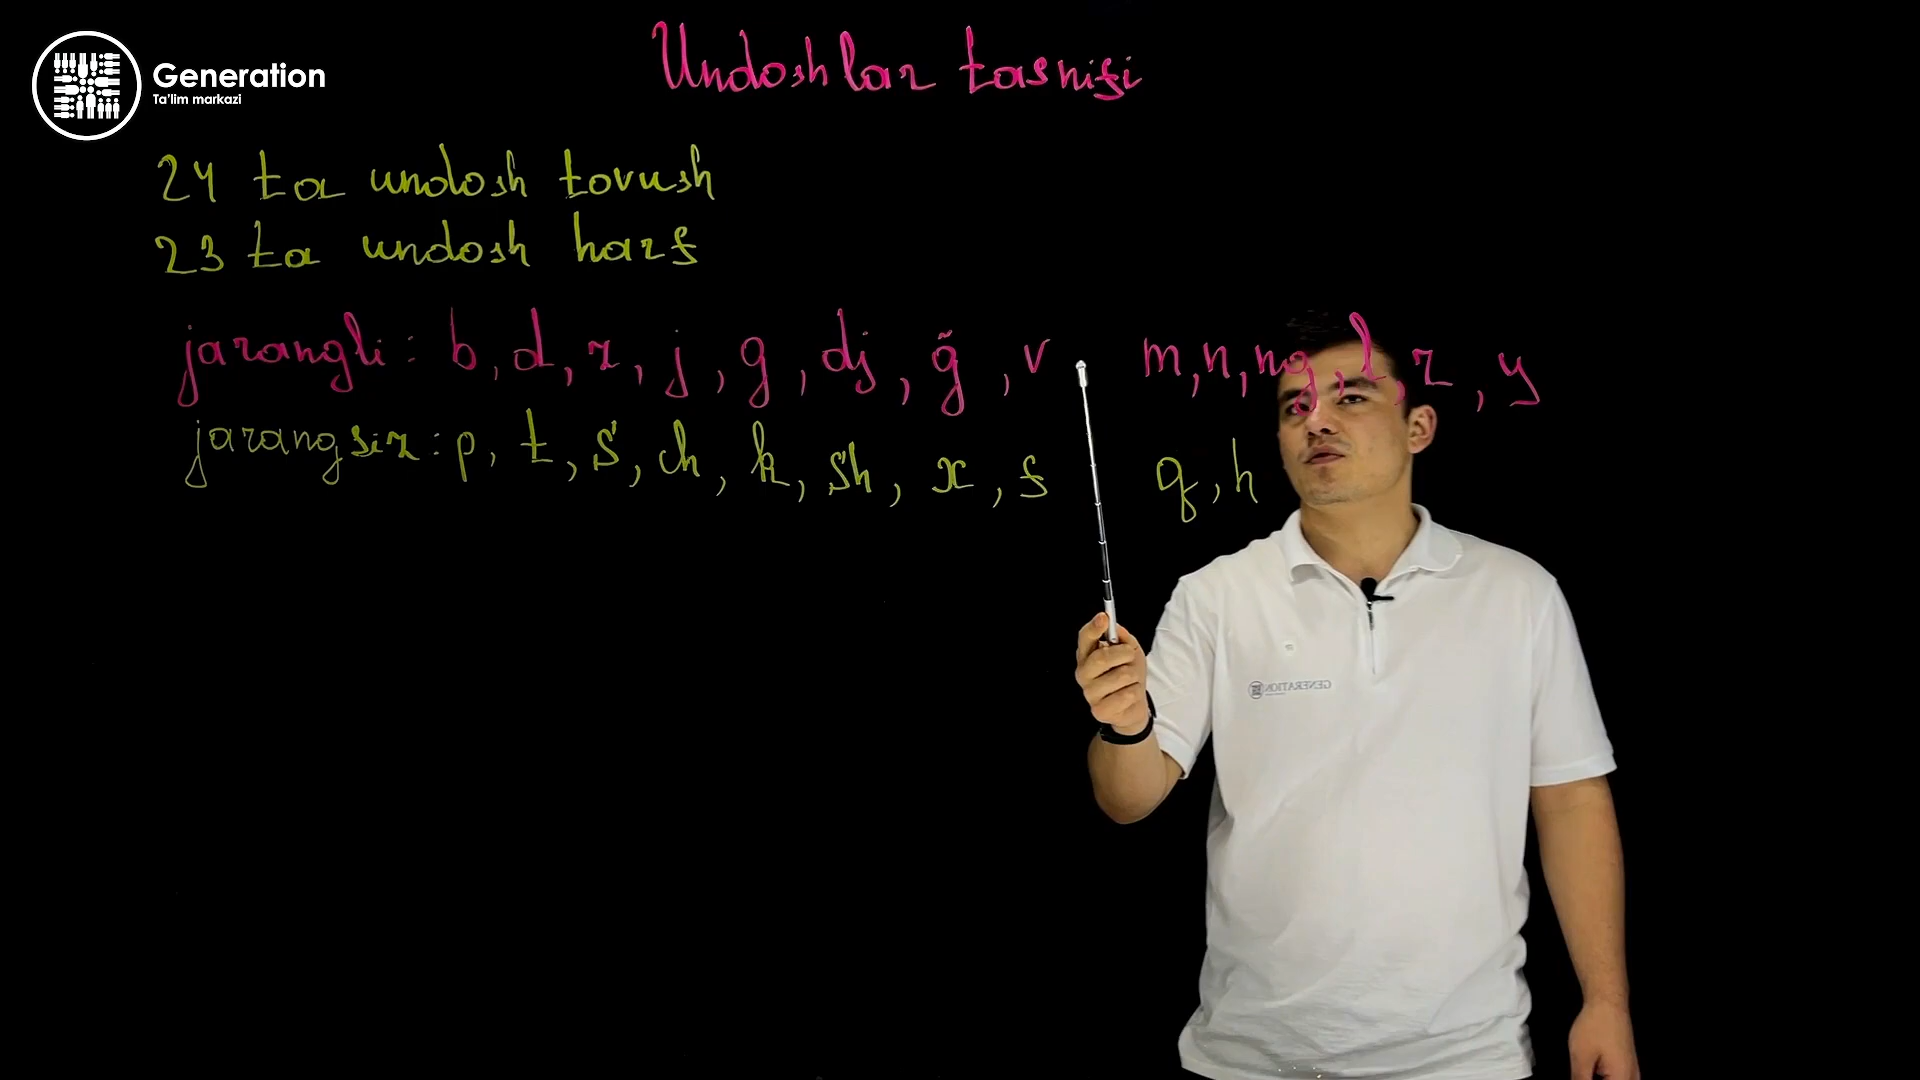 Generation
Ta'lim markazi
Undoshlar tasnifi
24 ta undosh tovush
23 ta undosh harf
jarangli: b, d, z, j, g, dj, g̃, v m, n, ng, l, r, y
jarangsiz: p, t, s, ch, k, sh, x, f q, h
GENERATION